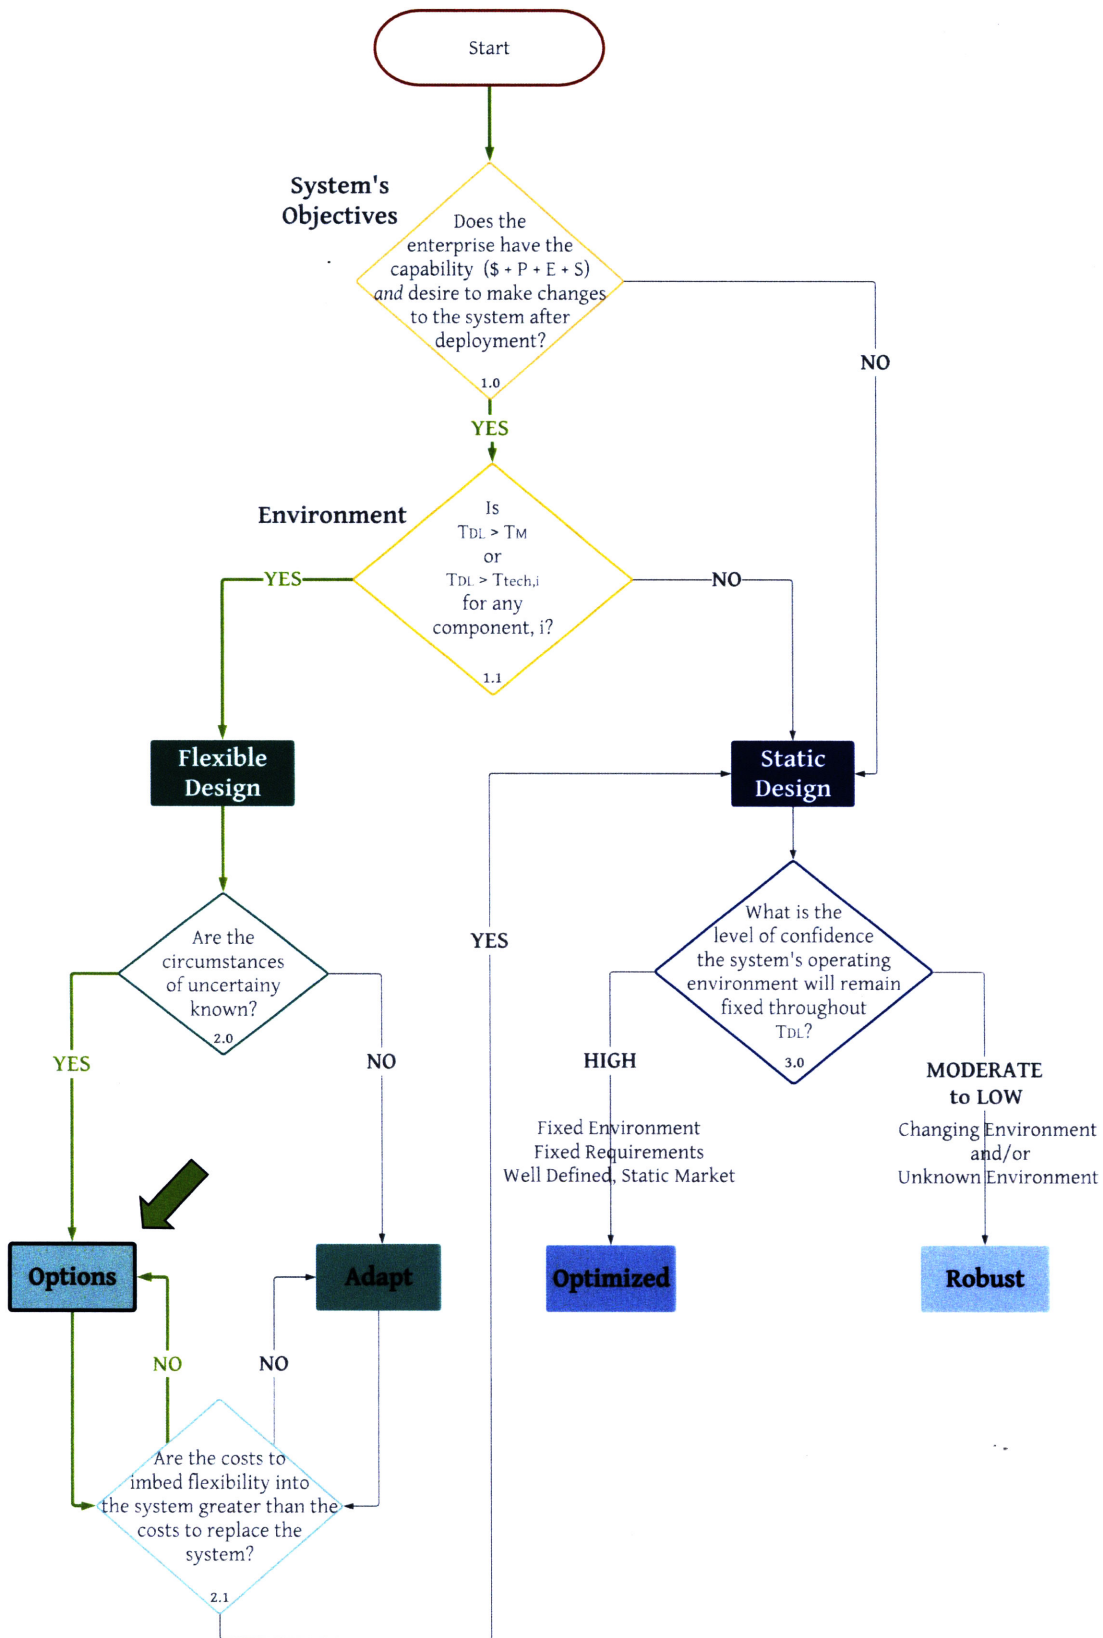 Start
System's
Objectives
Does the
enterprise have the
capability ($ + P + E + S)
and desire to make changes
to the system after
deployment?
1.0
NO
YES
Environment
Is
TDL > TM
or
TDL > Ttech,i
for any
component, i?
1.1
YES
NO
Flexible
Design
Static
Design
Are the
circumstances
of uncertainy
known?
2.0
YES
NO
YES
What is the
level of confidence
the system's operating
environment will remain
fixed throughout
TDL?
3.0
HIGH
MODERATE
to LOW
Fixed Environment
Fixed Requirements
Well Defined, Static Market
Changing Environment
and/or
Unknown Environment
Options
Adapt
Optimized
Robust
NO
NO
Are the costs to
imbed flexibility into
the system greater than the
costs to replace the
system?
2.1